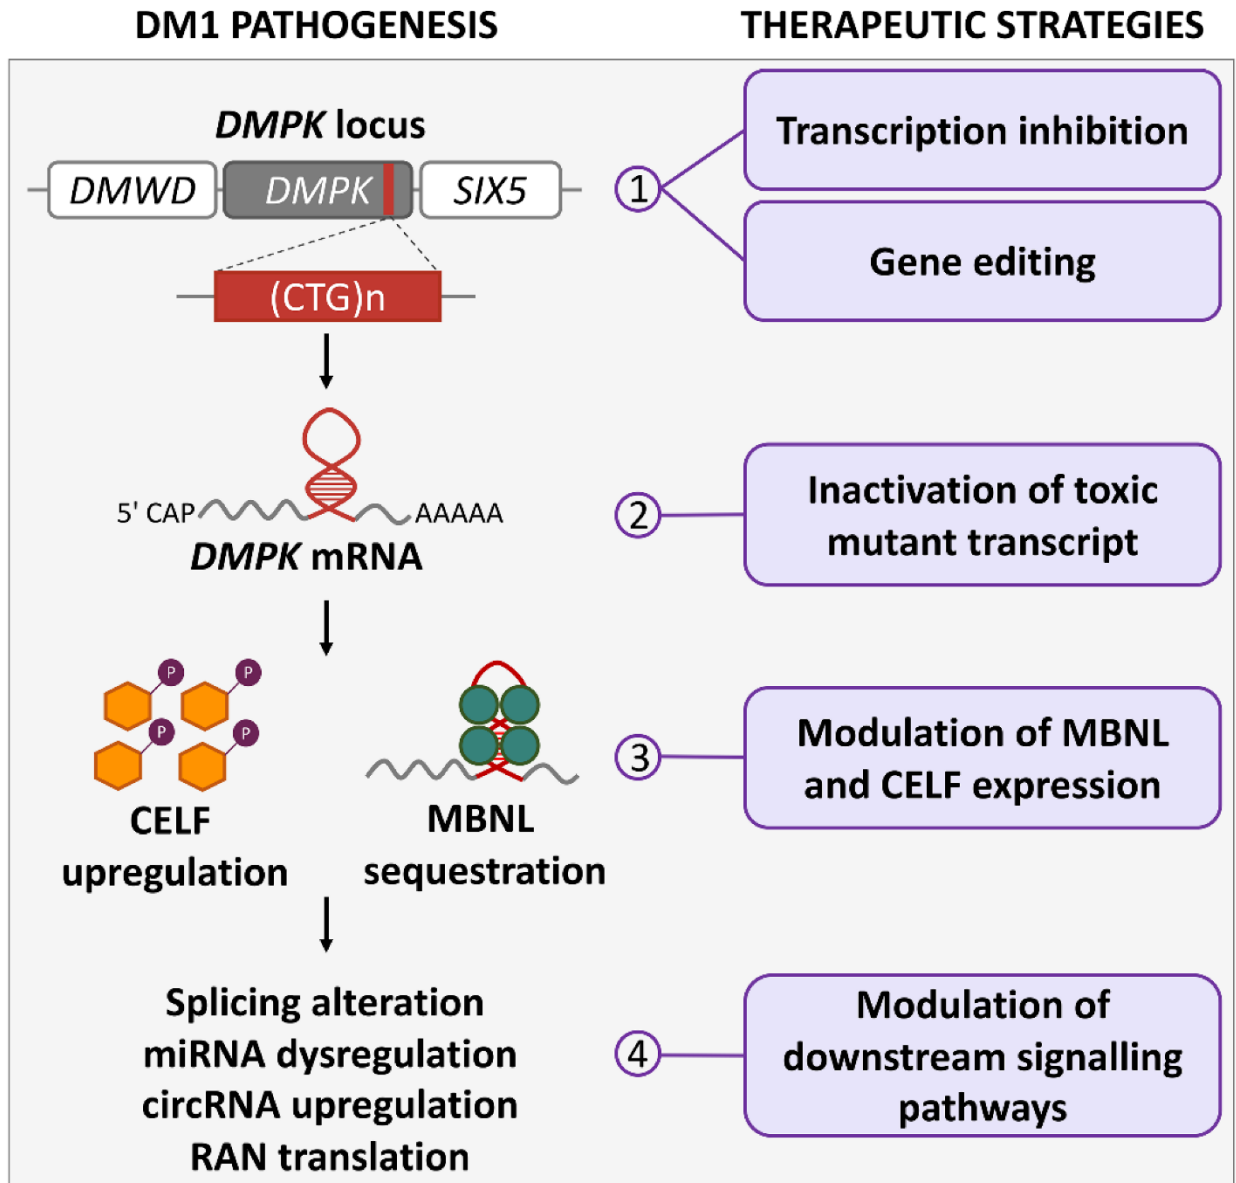 DM1 PATHOGENESIS
THERAPEUTIC STRATEGIES
DMPK locus
DMWD DMPK SIX5
(CTG)n
1
Transcription inhibition
Gene editing
5' CAP AAAAA
DMPK mRNA
2
Inactivation of toxic
mutant transcript
P P
P P
CELF
upregulation
MBNL
sequestration
3
Modulation of MBNL
and CELF expression
Splicing alteration
miRNA dysregulation
circRNA upregulation
RAN translation
4
Modulation of
downstream signalling
pathways